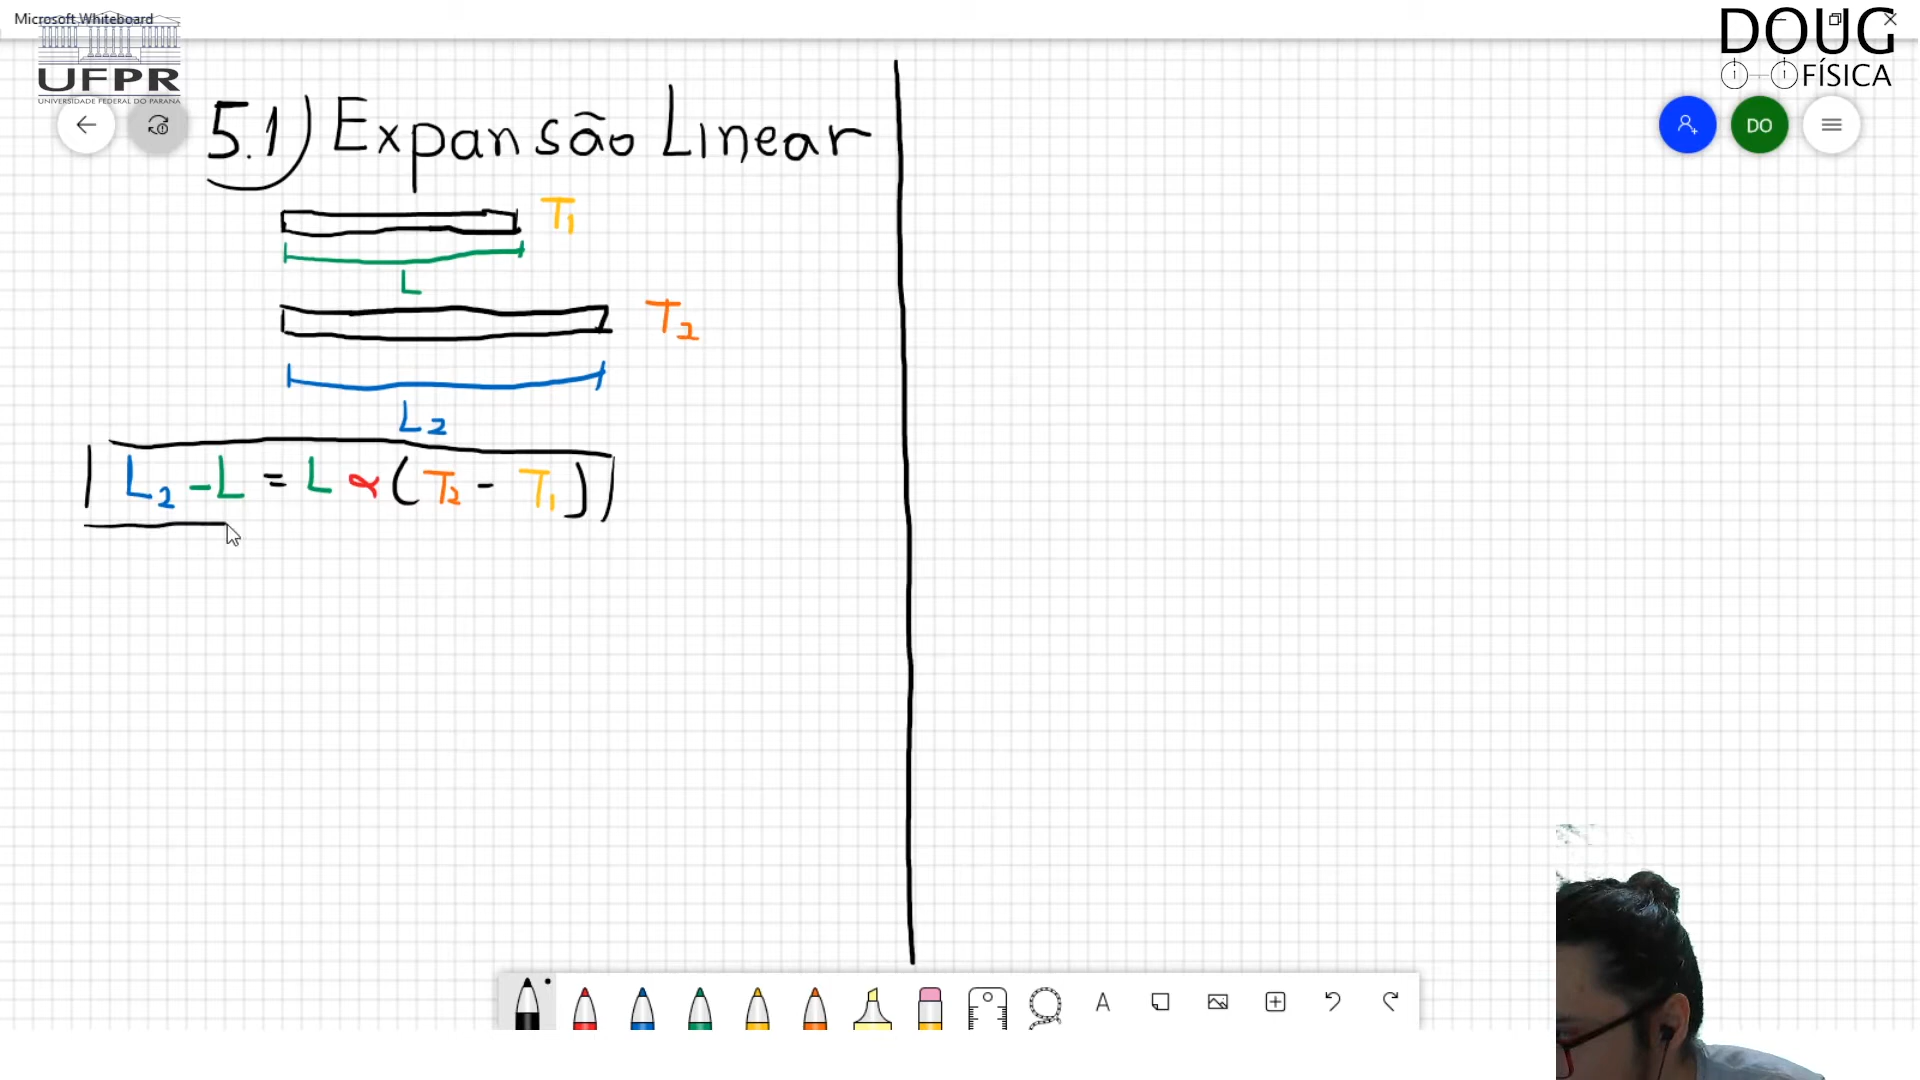 Microsoft Whiteboard
UFPR
UNIVERSIDADE FEDERAL DO PARANÁ
DOUG
FÍSICA
DO
5.1) Expansão Linear
T₁
L
T₂
L₂
L₂ - L = L α (T₂ - T₁)
A